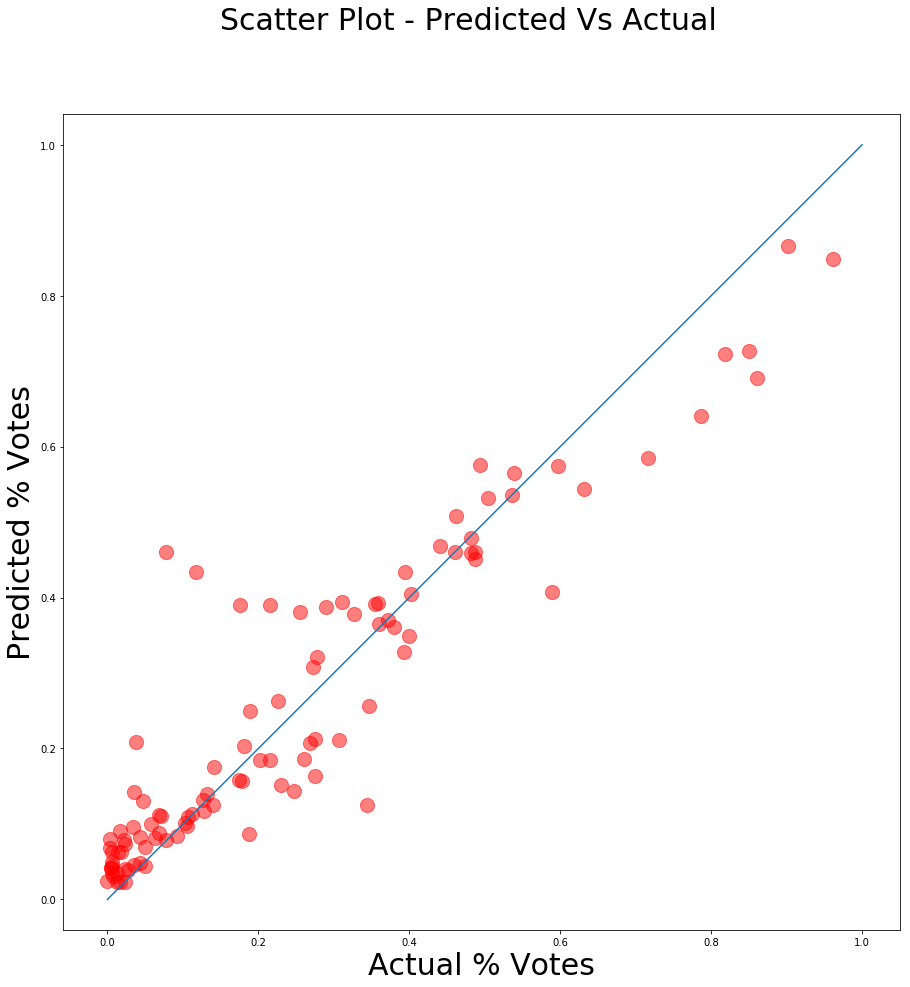 Scatter Plot - Predicted Vs Actual
1.0
0.8
0.6
0.4
0.2
0.0
Predicted % Votes
0.0 0.2 0.4 0.6 0.8 1.0
Actual % Votes